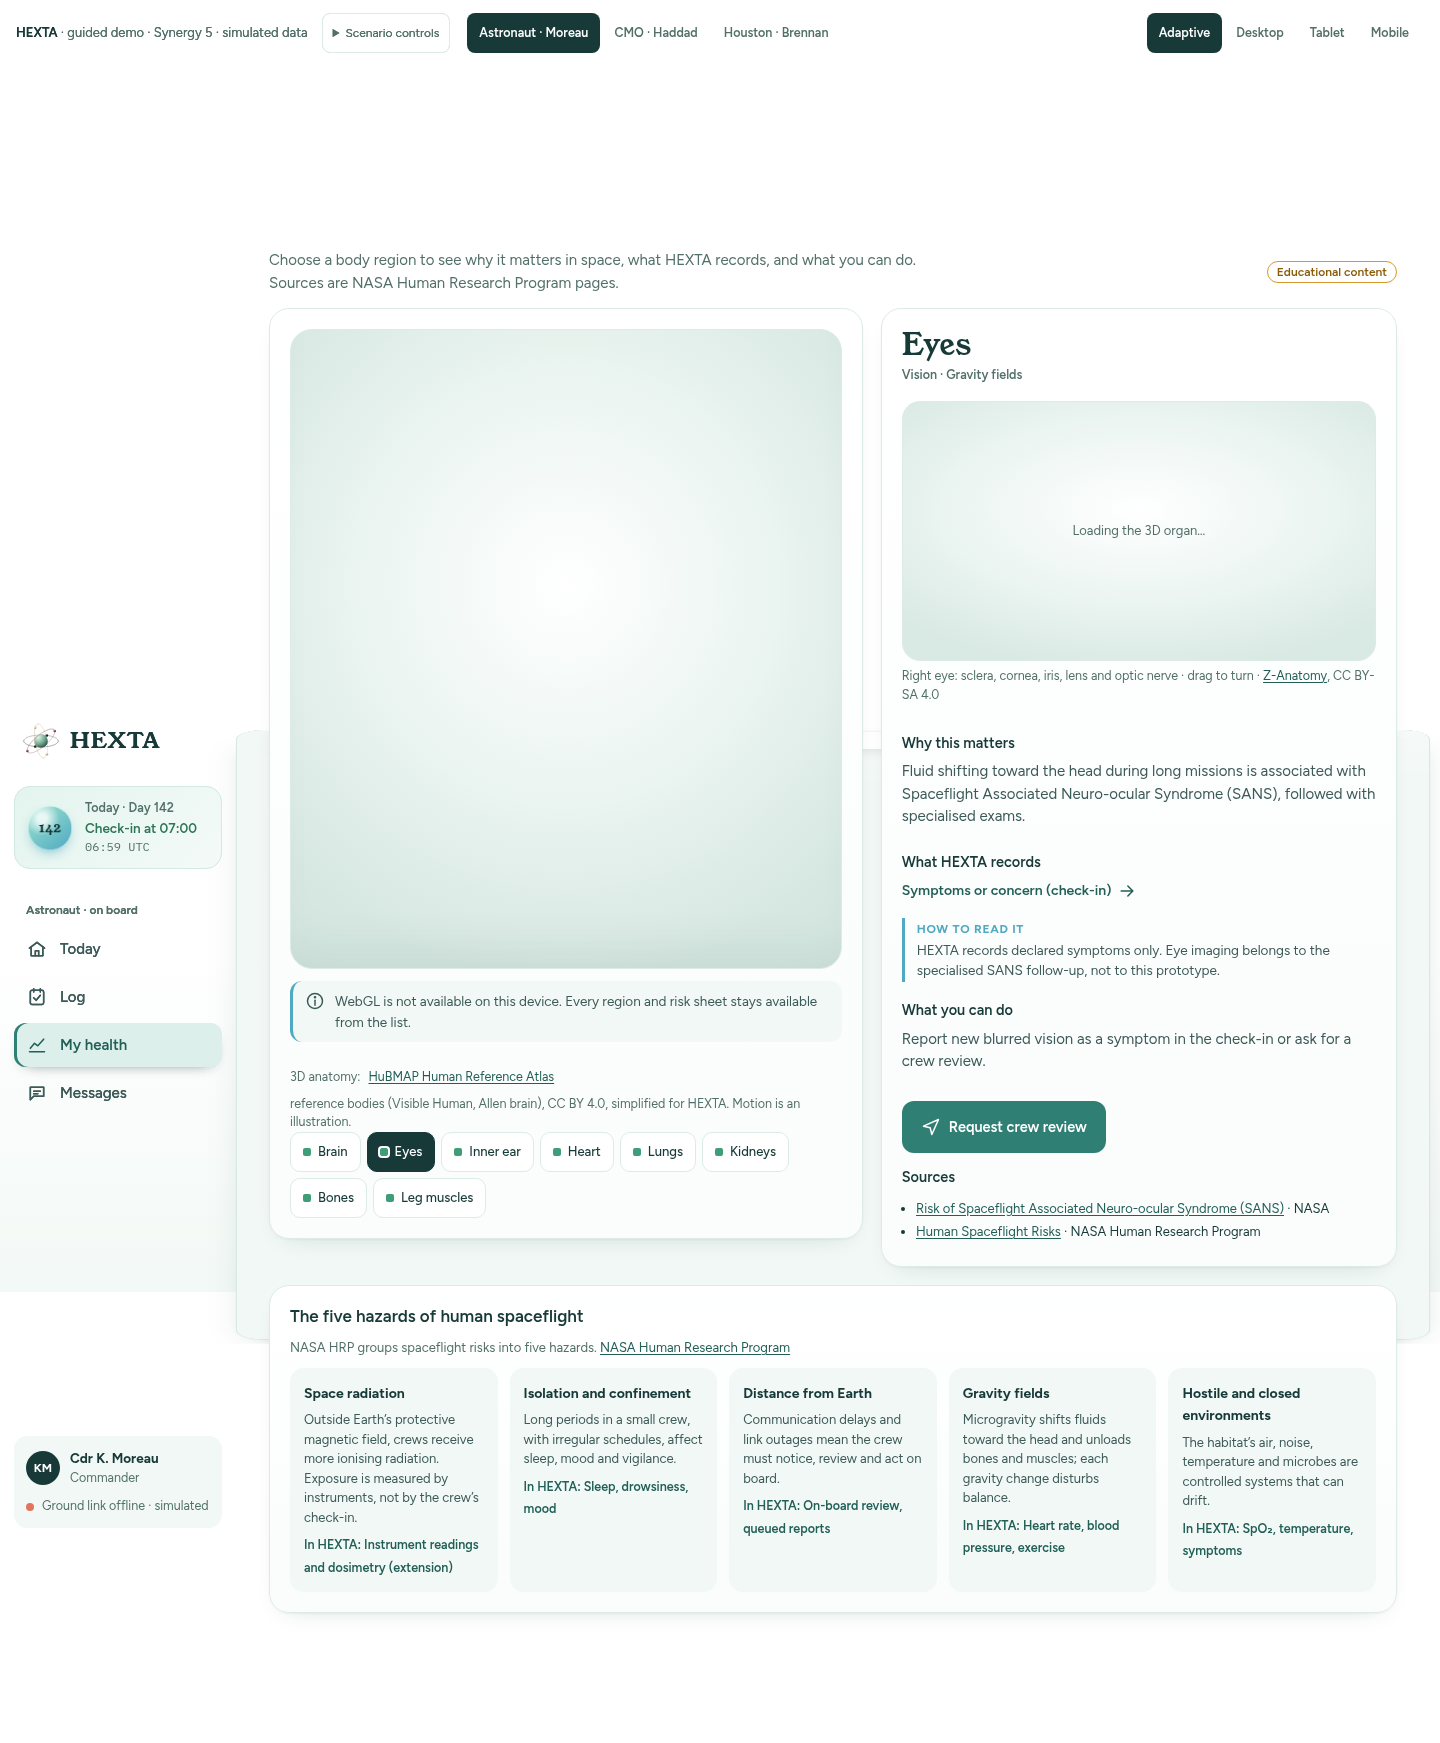 HEXTA · guided demo · Synergy 5 · simulated data
▶ Scenario controls
Astronaut · Moreau
CMO · Haddad
Houston · Brennan
Adaptive
Desktop
Tablet
Mobile
Choose a body region to see why it matters in space, what HEXTA records, and what you can do.
Sources are NASA Human Research Program pages.
Educational content
HEXTA
142
Today · Day 142
Check-in at 07:00
06:59 UTC
Astronaut · on board
Today
Log
My health
Messages
KM
Cdr K. Moreau
Commander
Ground link offline · simulated
WebGL is not available on this device. Every region and risk sheet stays available
from the list.
3D anatomy: HuBMAP Human Reference Atlas
reference bodies (Visible Human, Allen brain), CC BY 4.0, simplified for HEXTA. Motion is an
illustration.
Brain
Eyes
Inner ear
Heart
Lungs
Kidneys
Bones
Leg muscles
Eyes
Vision · Gravity fields
Loading the 3D organ…
Right eye: sclera, cornea, iris, lens and optic nerve · drag to turn · Z-Anatomy, CC BY-
SA 4.0
Why this matters
Fluid shifting toward the head during long missions is associated with
Spaceflight Associated Neuro-ocular Syndrome (SANS), followed with
specialised exams.
What HEXTA records
Symptoms or concern (check-in) →
HOW TO READ IT
HEXTA records declared symptoms only. Eye imaging belongs to the
specialised SANS follow-up, not to this prototype.
What you can do
Report new blurred vision as a symptom in the check-in or ask for a
crew review.
Request crew review
Sources
• Risk of Spaceflight Associated Neuro-ocular Syndrome (SANS) · NASA
• Human Spaceflight Risks · NASA Human Research Program
The five hazards of human spaceflight
NASA HRP groups spaceflight risks into five hazards. NASA Human Research Program
Space radiation
Outside Earth’s protective
magnetic field, crews receive
more ionising radiation.
Exposure is measured by
instruments, not by the crew’s
check-in.
In HEXTA: Instrument readings
and dosimetry (extension)
Isolation and confinement
Long periods in a small crew,
with irregular schedules, affect
sleep, mood and vigilance.
In HEXTA: Sleep, drowsiness,
mood
Distance from Earth
Communication delays and
link outages mean the crew
must notice, review and act on
board.
In HEXTA: On-board review,
queued reports
Gravity fields
Microgravity shifts fluids
toward the head and unloads
bones and muscles; each
gravity change disturbs
balance.
In HEXTA: Heart rate, blood
pressure, exercise
Hostile and closed
environments
The habitat’s air, noise,
temperature and microbes are
controlled systems that can
drift.
In HEXTA: SpO₂, temperature,
symptoms